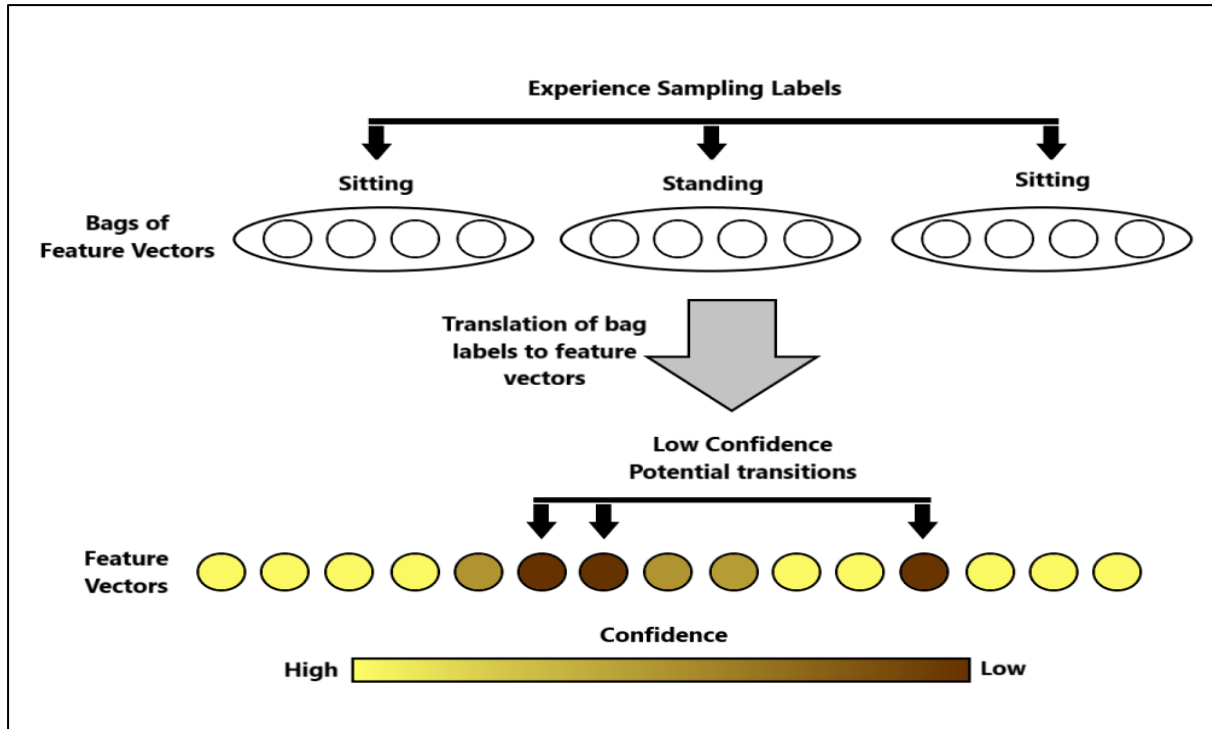 Experience Sampling Labels
Sitting
Standing
Sitting
Bags of
Feature Vectors
Translation of bag
labels to feature
vectors
Low Confidence
Potential transitions
Feature
Vectors
Confidence
High
Low